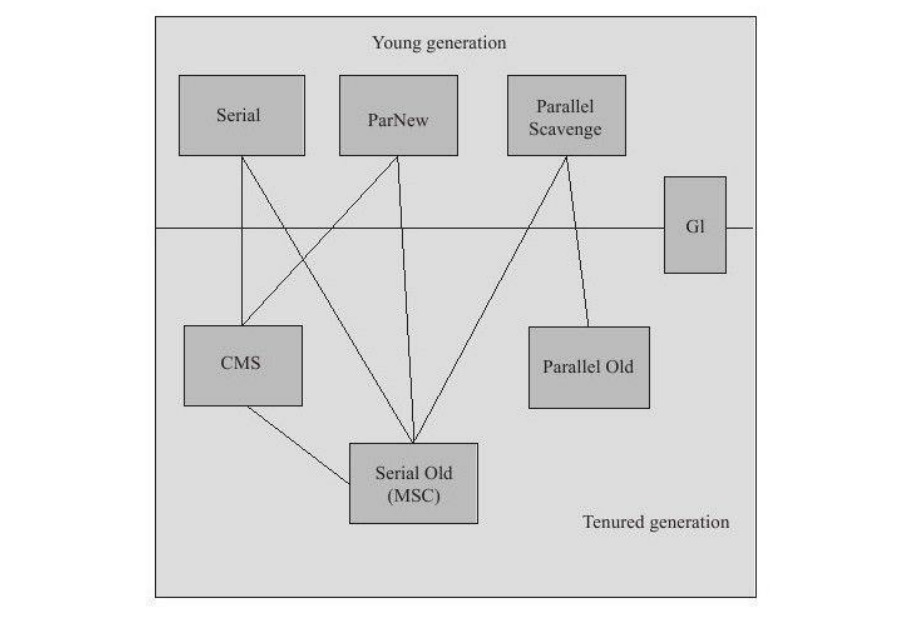 Young generation
Serial
ParNew
Parallel
Scavenge
Gl
CMS
Parallel Old
Serial Old
(MSC)
Tenured generation